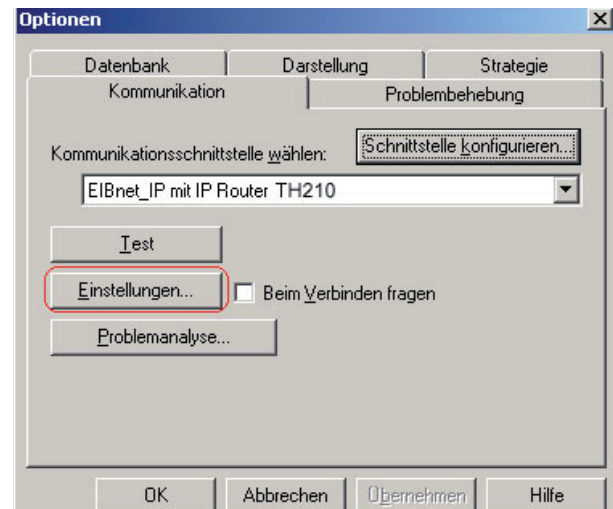 Optionen
Datenbank
Darstellung
Strategie
Kommunikation
Problembehebung
Kommunikationsschnittstelle wählen:
Schnittstelle konfigurieren...
EIBnet_IP mit IP Router TH210
Test
Einstellungen...
Beim Verbinden fragen
Problemanalyse...
OK
Abbrechen
Übernehmen
Hilfe